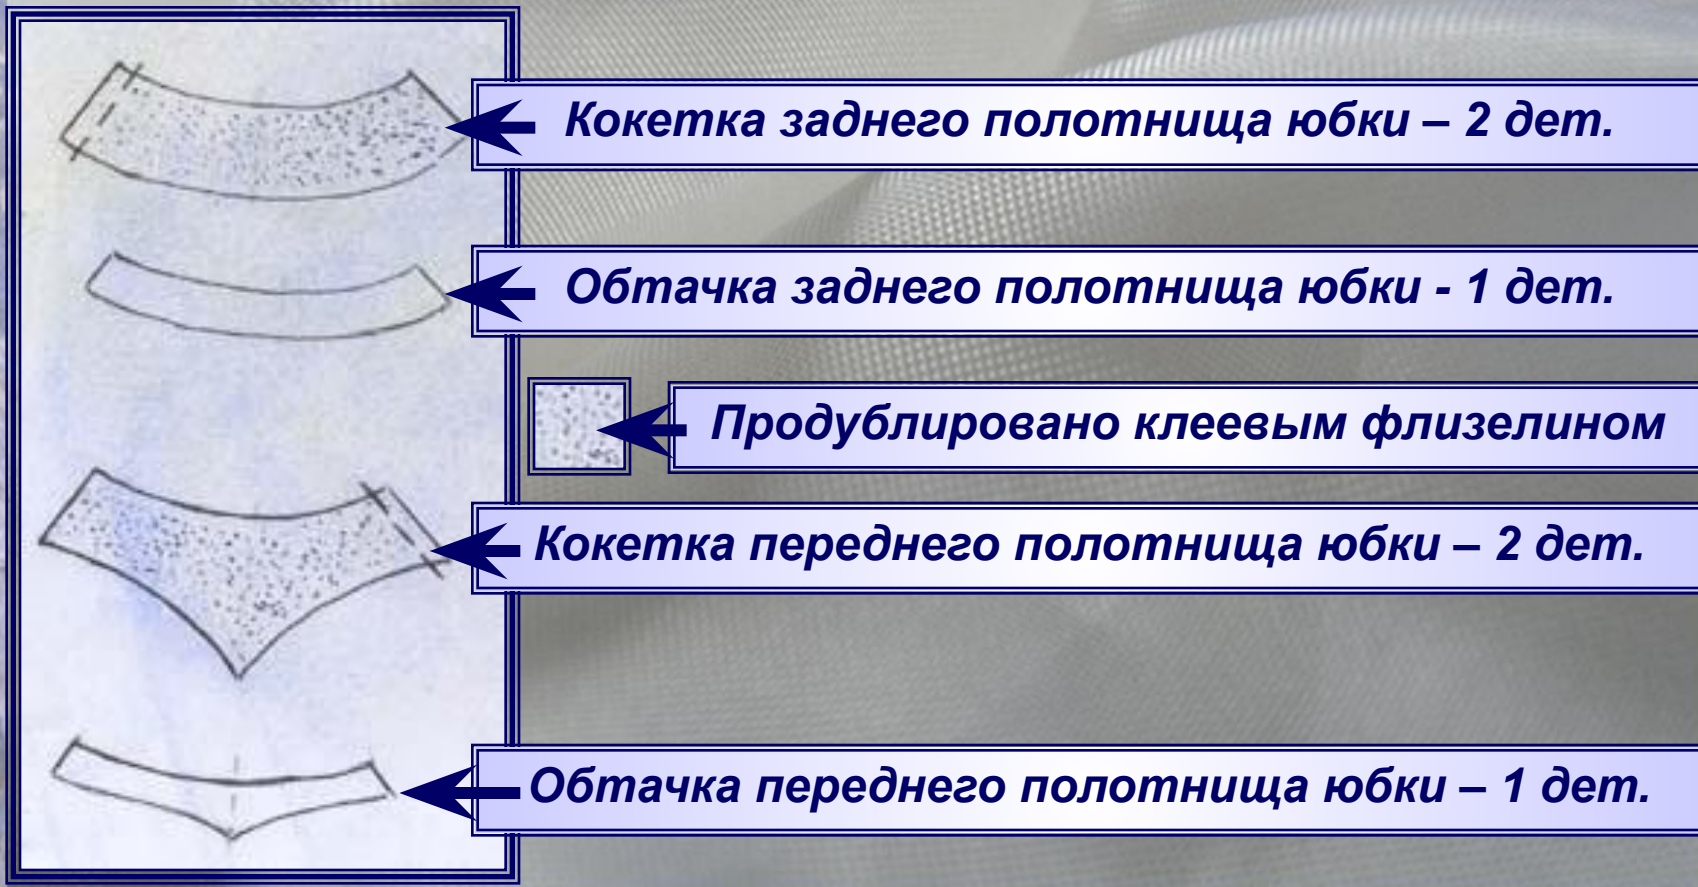 Кокетка заднего полотнища юбки – 2 дет.
Обтачка заднего полотнища юбки - 1 дет.
Продублировано клеевым флизелином
Кокетка переднего полотнища юбки – 2 дет.
Обтачка переднего полотнища юбки – 1 дет.